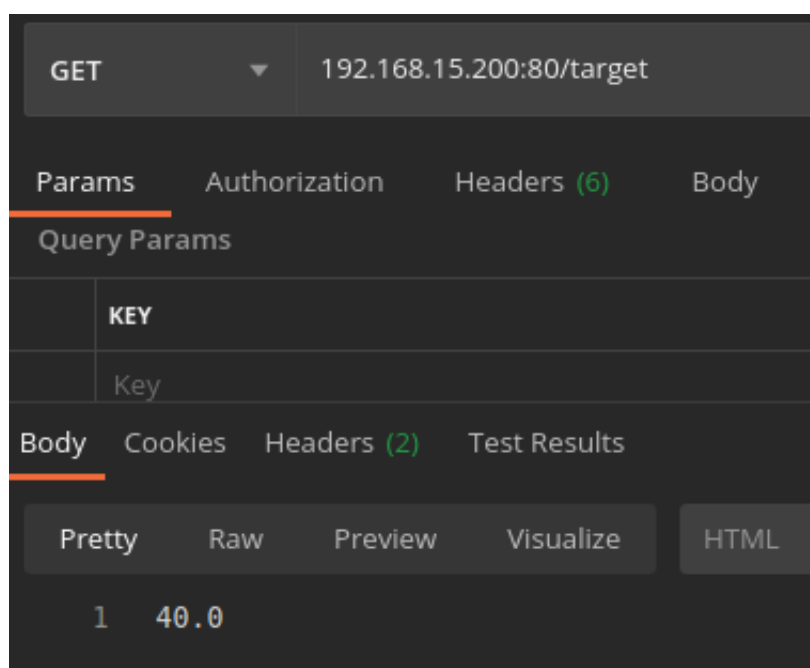 GET 192.168.15.200:80/target
Params Authorization Headers (6) Body
Query Params
KEY
Key
Body Cookies Headers (2) Test Results
Pretty Raw Preview Visualize HTML
1 40.0